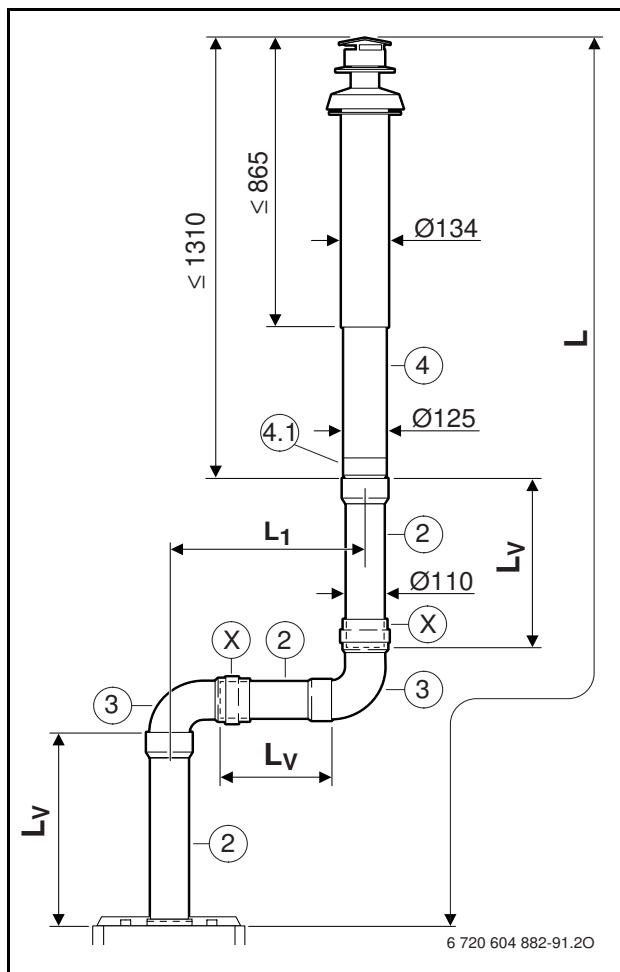 ≤ 1310
≤ 865
Ø134
L
4
4.1
Ø125
L1
2
LV
Ø110
X
X
2
3
3
LV
LV
2
6 720 604 882-91.2O